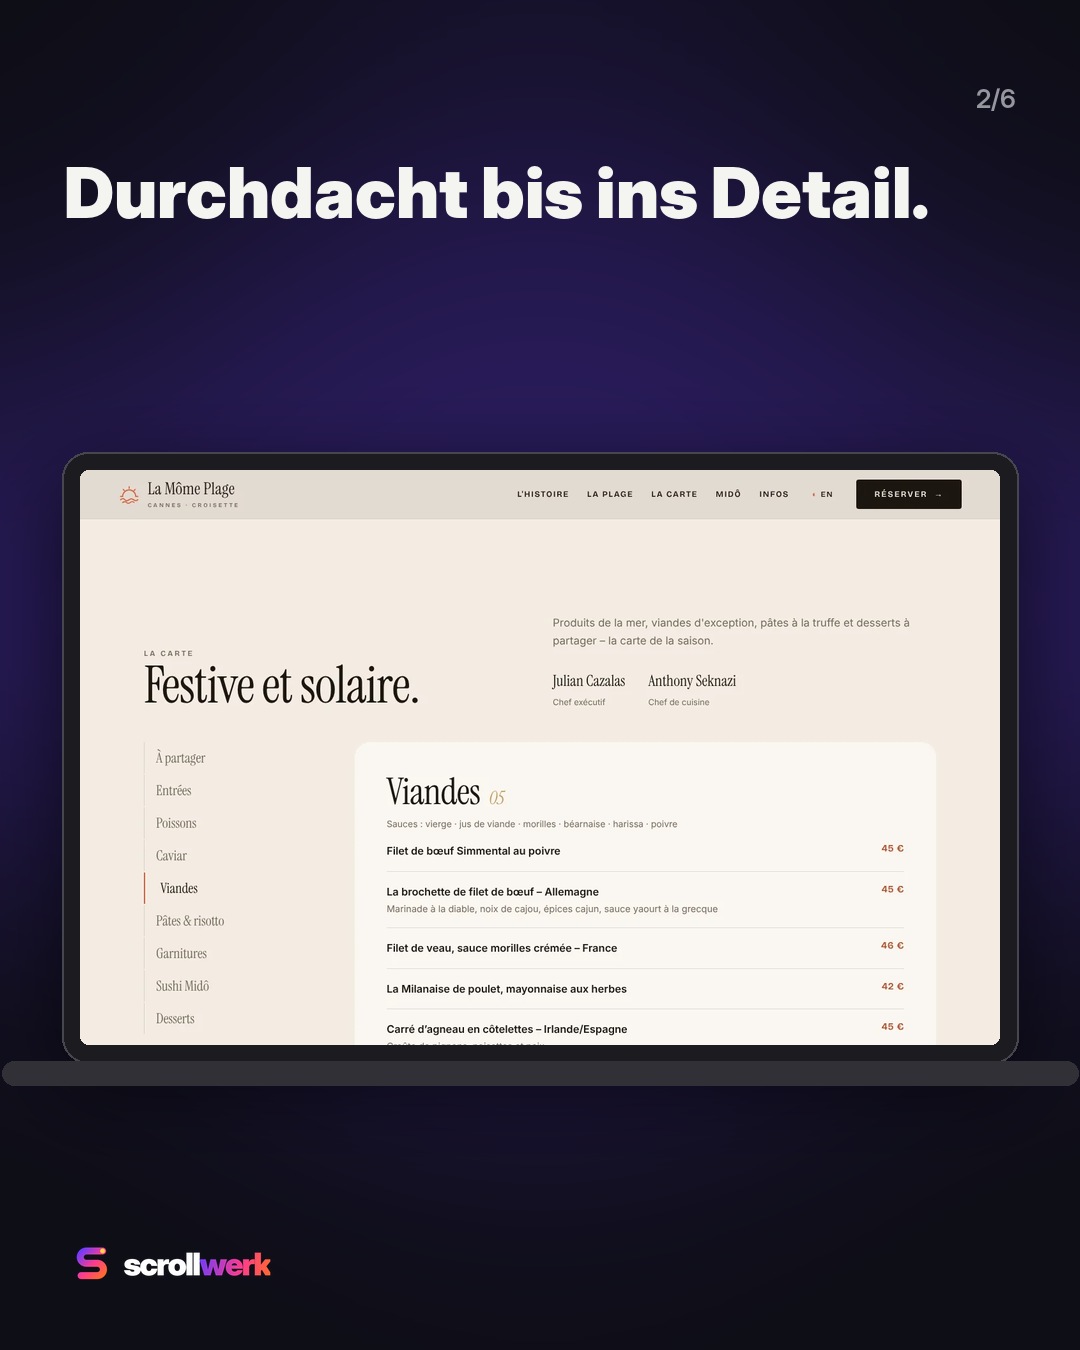 2/6
Durchdacht bis ins Detail.
La Môme Plage
CANNES · CROISETTE
L'HISTOIRE LA PLAGE LA CARTE MIDÔ INFOS EN RÉSERVER →
Produits de la mer, viandes d'exception, pâtes à la truffe et desserts à
partager – la carte de la saison.
LA CARTE
Festive et solaire.
Julian Cazalas Anthony Seknazi
Chef exécutif Chef de cuisine
À partager
Entrées
Poissons
Caviar
Viandes
Pâtes & risotto
Garnitures
Sushi Midô
Desserts
Viandes 05
Sauces : vierge · jus de viande · morilles · béarnaise · harissa · poivre
Filet de bœuf Simmental au poivre 45 €
La brochette de filet de bœuf – Allemagne 45 €
Marinade à la diable, noix de cajou, épices cajun, sauce yaourt à la grecque
Filet de veau, sauce morilles crémée – France 46 €
La Milanaise de poulet, mayonnaise aux herbes 42 €
Carré d’agneau en côtelettes – Irlande/Espagne 45 €
scrollwerk